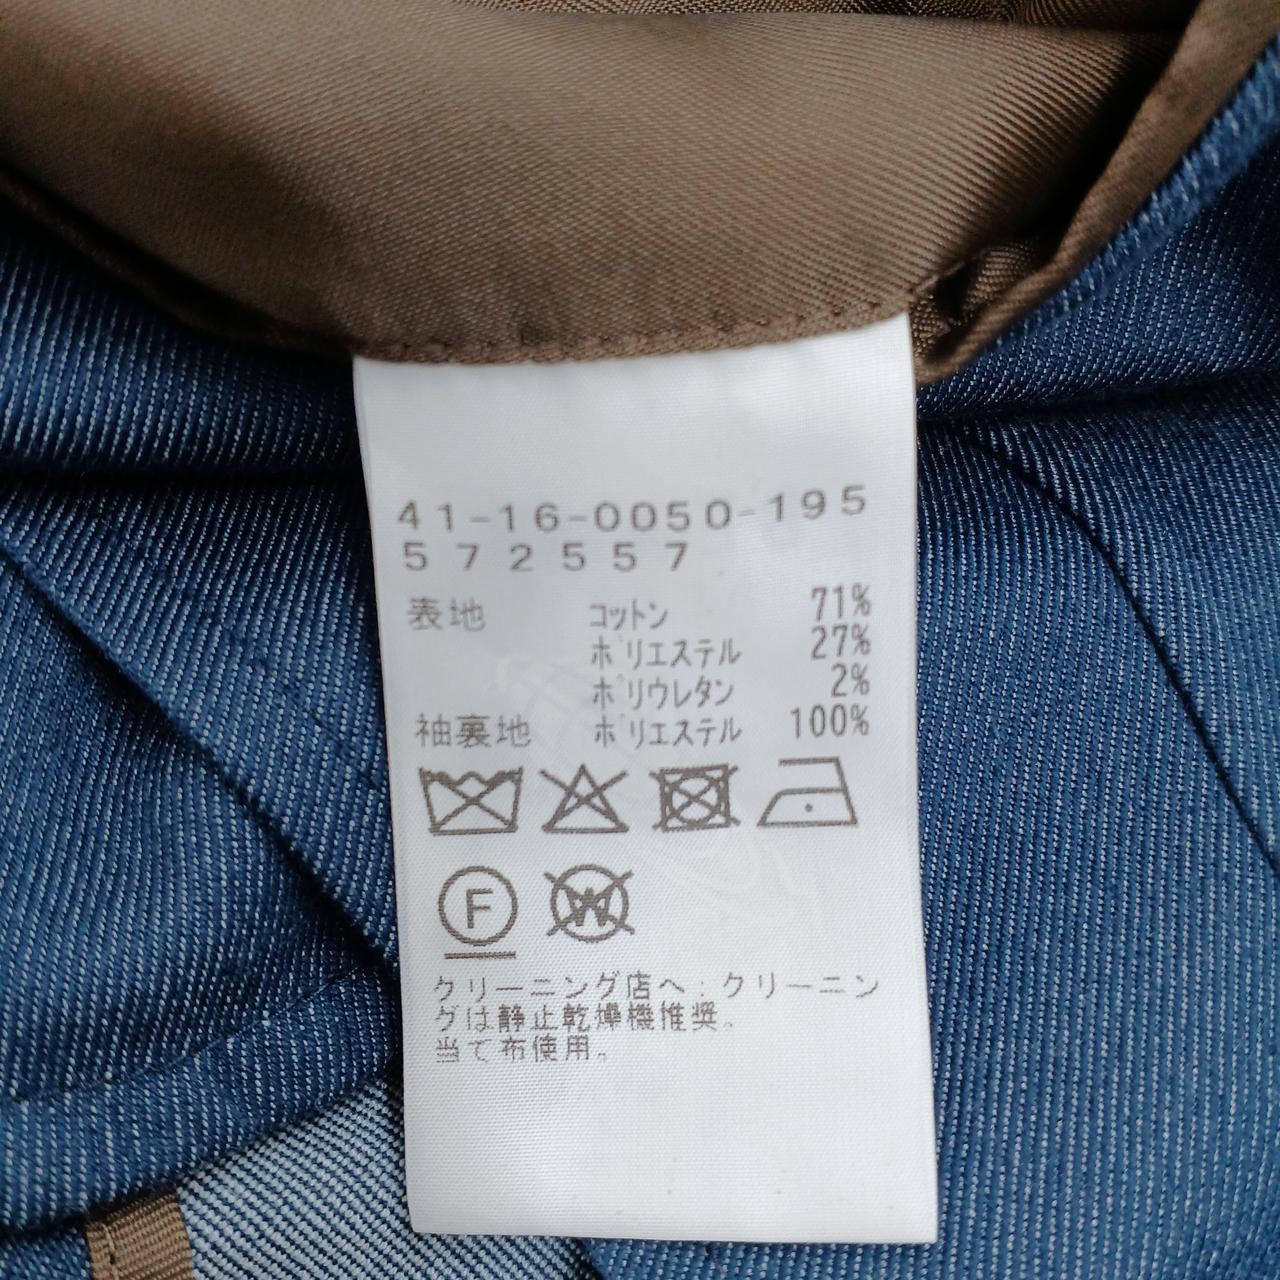 41-16-0050-195
572557
表地 コットン 71%
ポリエステル 27%
ポリウレタン 2%
袖裏地 ポリエステル 100%
F W
クリーニング店へ:クリーニン
グは静止乾燥機推奨。
当て布使用。